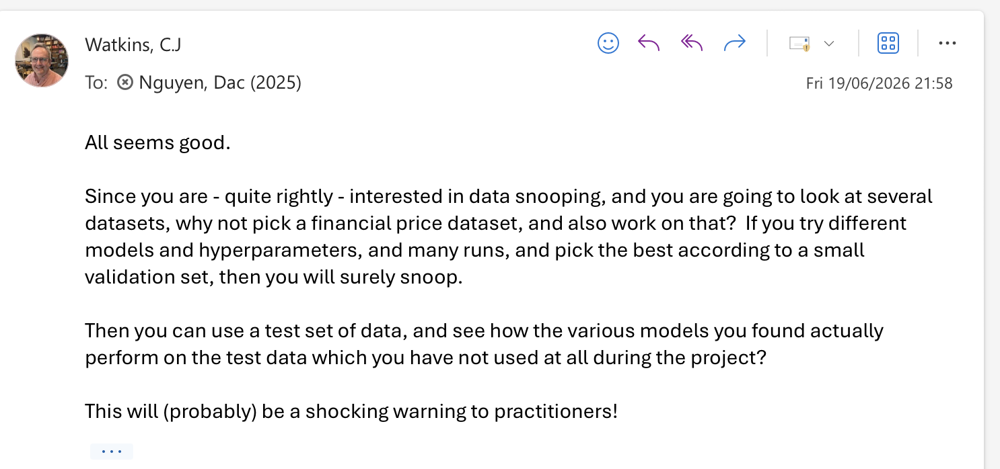 Watkins, C.J
To: Nguyen, Dac (2025)
Fri 19/06/2026 21:58
All seems good.
Since you are - quite rightly - interested in data snooping, and you are going to look at several
datasets, why not pick a financial price dataset, and also work on that?  If you try different
models and hyperparameters, and many runs, and pick the best according to a small
validation set, then you will surely snoop.
Then you can use a test set of data, and see how the various models you found actually
perform on the test data which you have not used at all during the project?
This will (probably) be a shocking warning to practitioners!